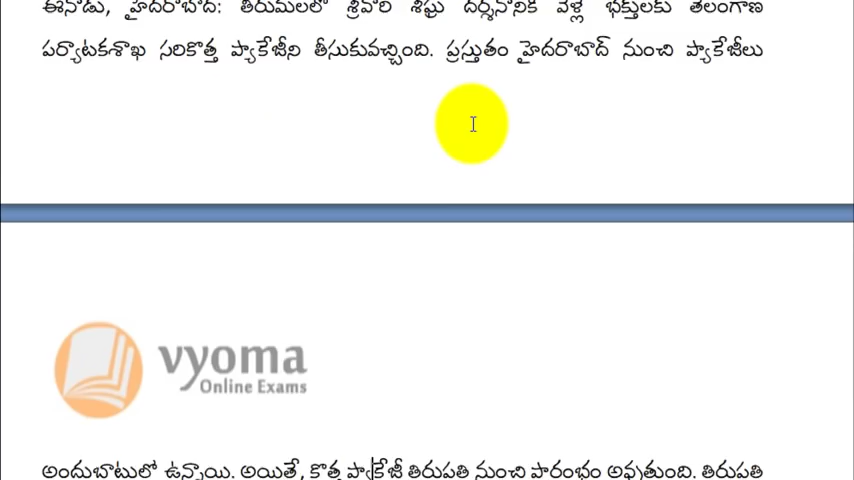 ఈనాడు, హైదరాబాద్: తిరుమలలో శ్రీవారి శీఘ్ర దర్శనానికి వెళ్లే భక్తులకు తెలంగాణ
పర్యాటకశాఖ సరికొత్త ప్యాకేజీని తీసుకువచ్చింది. ప్రస్తుతం హైదరాబాద్ నుంచి ప్యాకేజీలు
vyoma
Online Exams
అందుబాటులో ఉన్నాయి. అయితే, కొత్త ప్యాకేజీ తిరుపతి నుంచి ప్రారంభం అవుతుంది. తిరుపతి